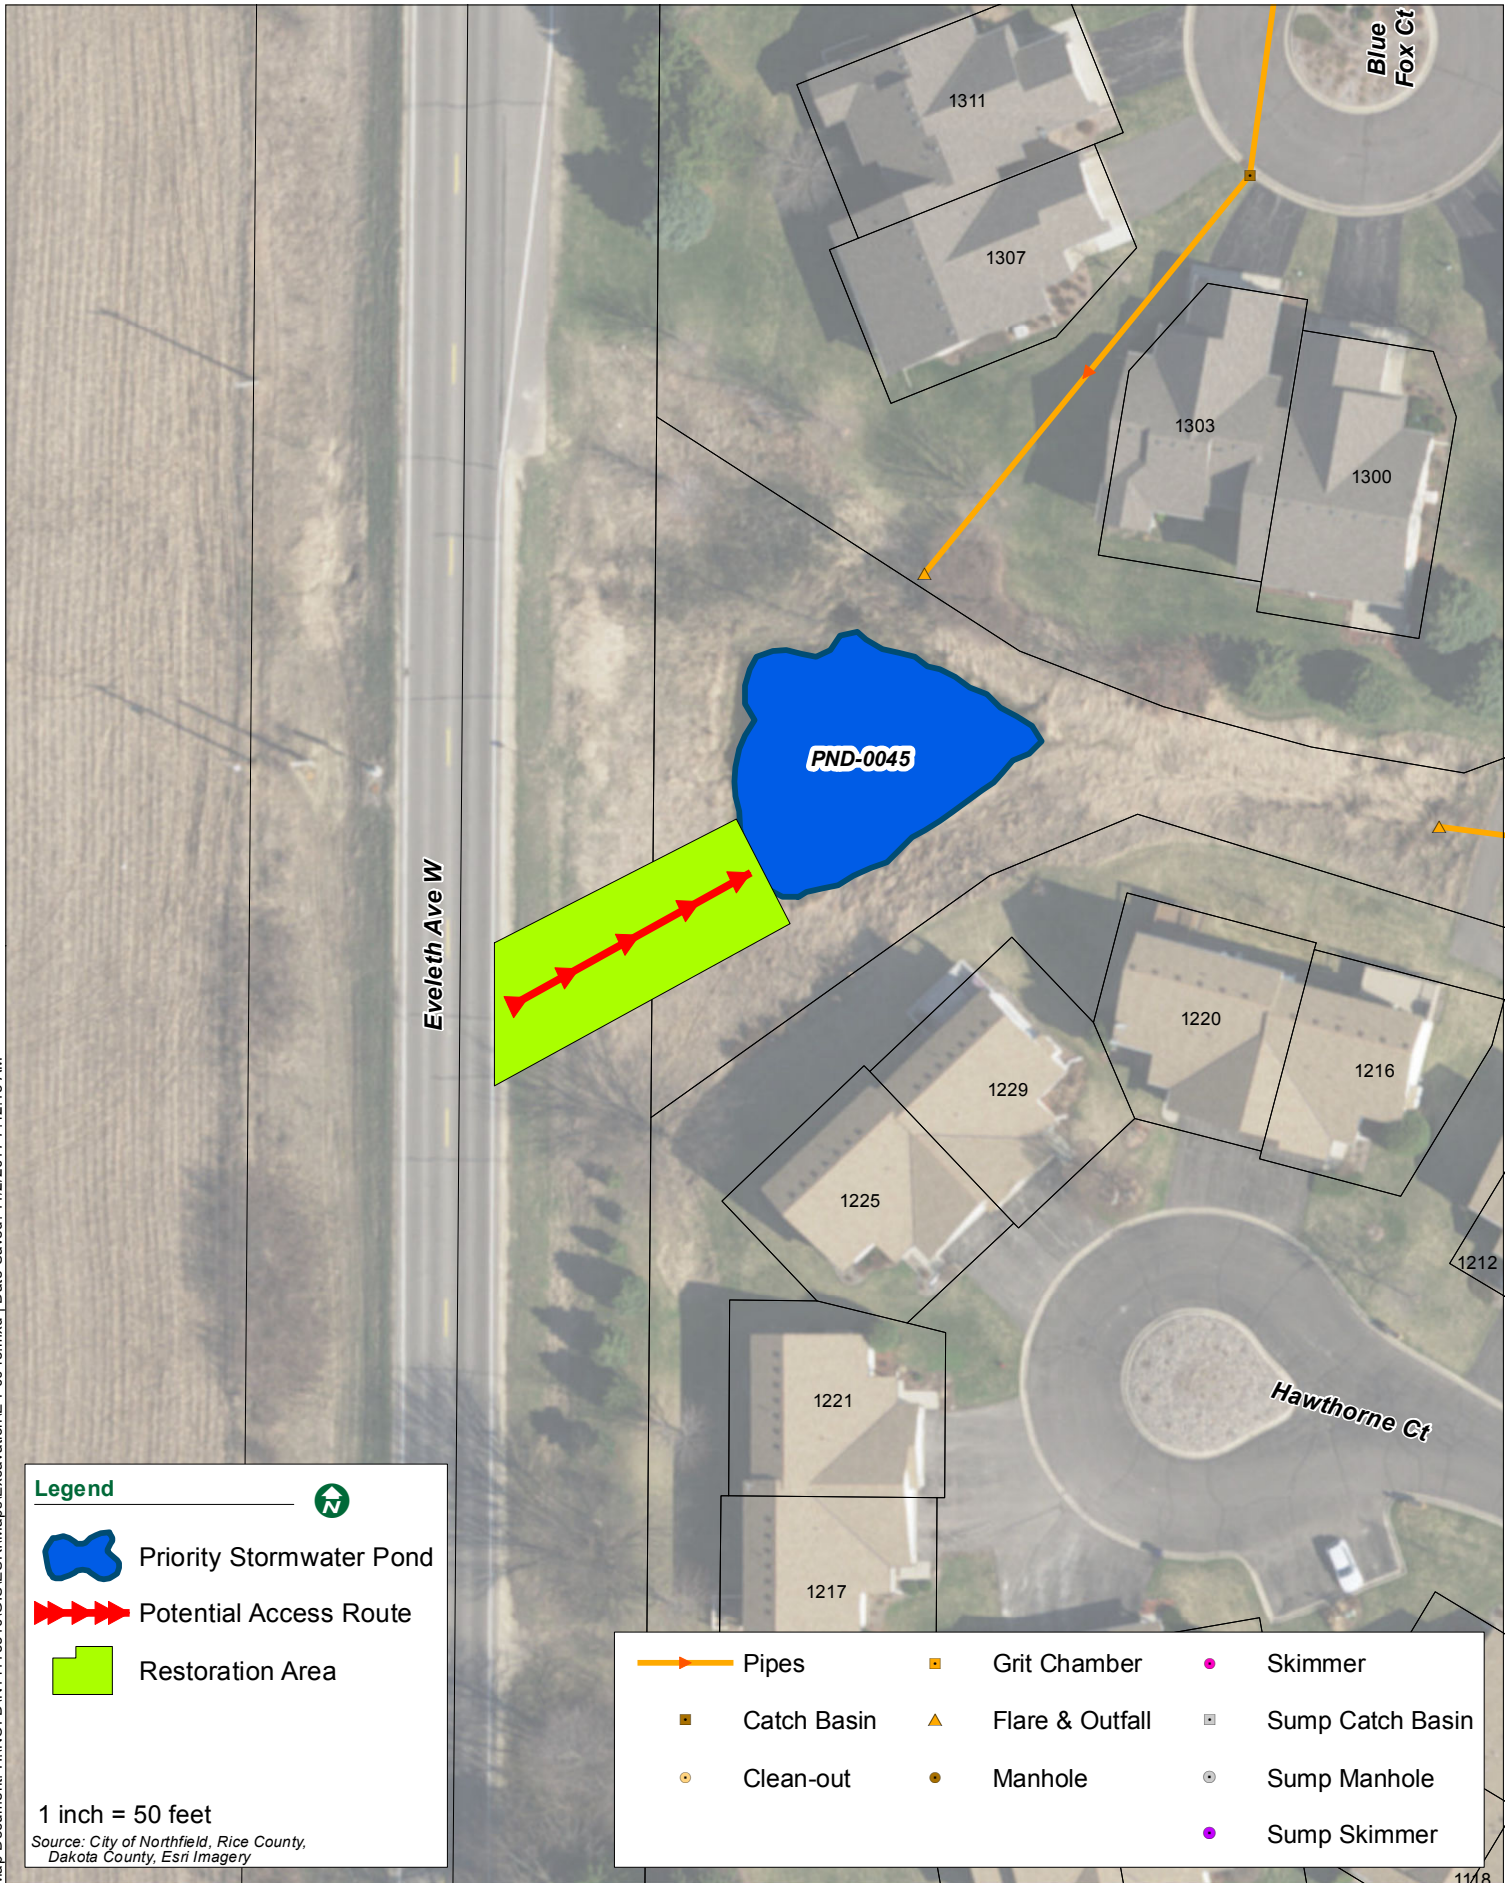 Blue
Fox Ct
1311
1307
1303
1300
PND-0045
Eveleth Ave W
1220
1216
1229
1225
1212
1221
Hawthorne Ct
1217
1118
Legend
N
Priority Stormwater Pond
Potential Access Route
Restoration Area
1 inch = 50 feet
Source: City of Northfield, Rice County,
Dakota County, Esri Imagery
Pipes
Grit Chamber
Skimmer
Catch Basin
Flare & Outfall
Sump Catch Basin
Clean-out
Manhole
Sump Manhole
Sump Skimmer